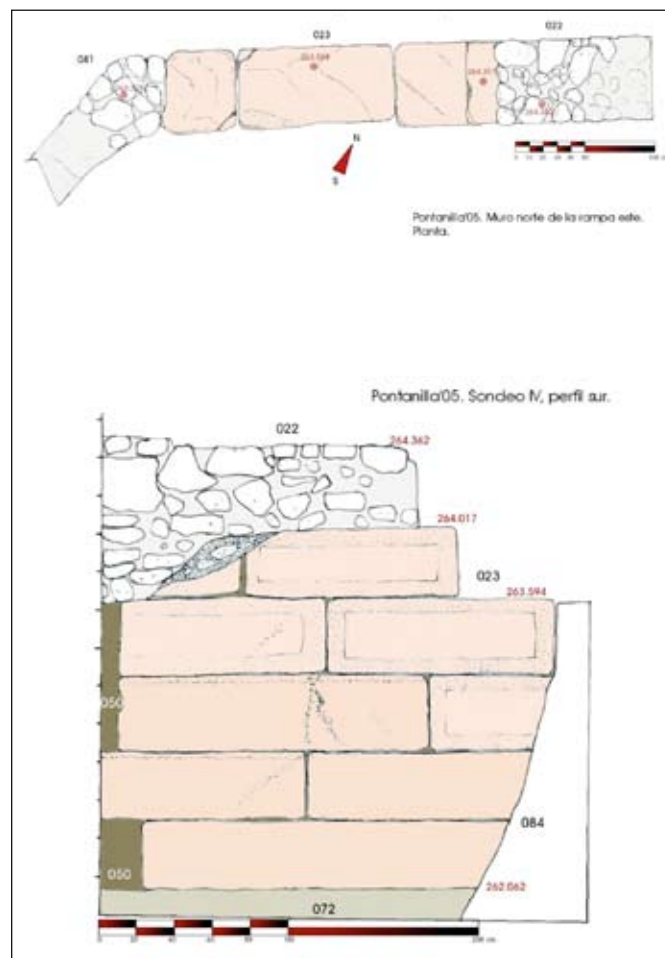 023
022
081
N
S
Pontanilla'05. Muro norte de la rampa este.
Planta.
Pontanilla'05. Sondeo IV, perfil sur.
022
264.362
264.017
023
263.594
050
084
050
262.062
072